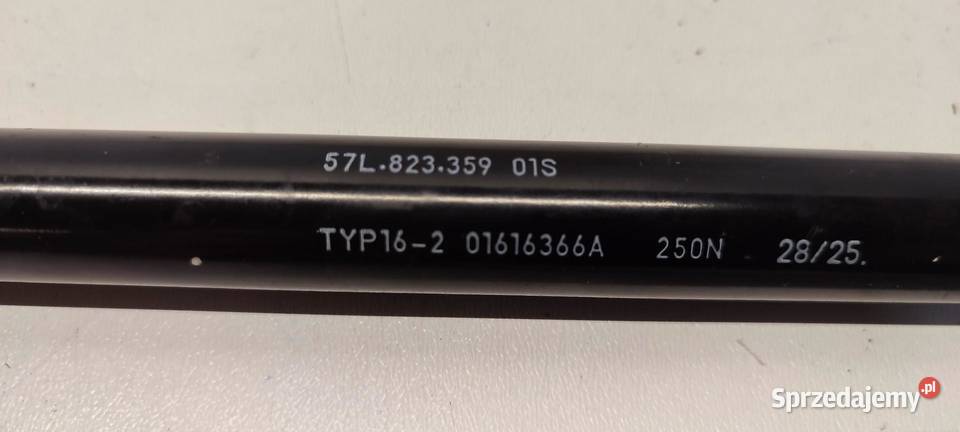 57L.823.359 01S
TYP16-2 01616366A 250N 28/25.
Sprzedajemy.pl